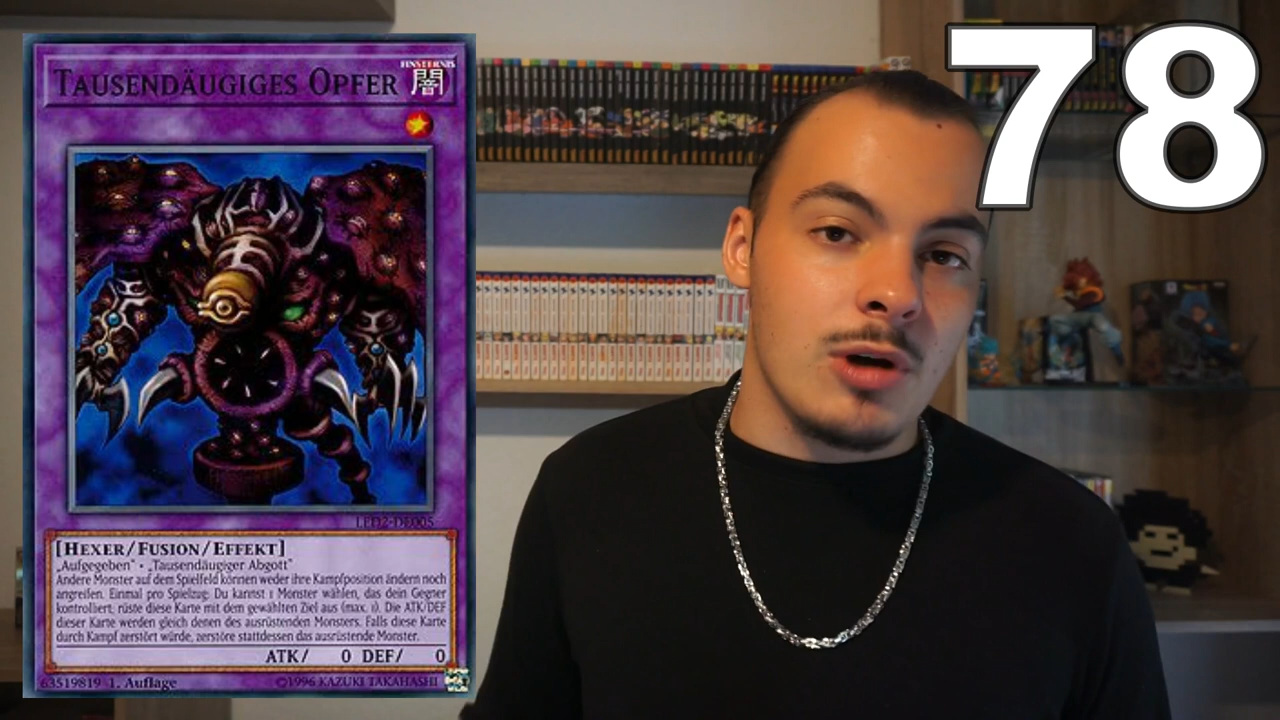 78
TAUSENDÄUGIGES OPFER
FINSTERNIS
闇
LED2-DE005
[HEXER/FUSION/EFFEKT]
„Aufgegeben“ + „Tausendäugiger Abgott“
Andere Monster auf dem Spielfeld können weder ihre Kampfposition ändern noch
angreifen. Einmal pro Spielzug: Du kannst 1 Monster wählen, das dein Gegner
kontrolliert; rüste diese Karte mit dem gewählten Ziel aus (max. 1). Die ATK/DEF
dieser Karte werden gleich denen des ausrüstenden Monsters. Falls diese Karte
durch Kampf zerstört würde, zerstöre stattdessen das ausrüstende Monster.
ATK/ 0 DEF/ 0
63519819 1. Auflage ©1996 KAZUKI TAKAHASHI